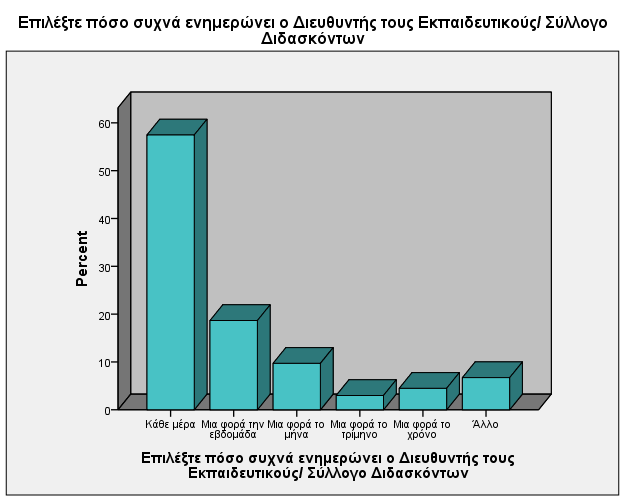 Επιλέξτε πόσο συχνά ενημερώνει ο Διευθυντής τους Εκπαιδευτικούς/ Σύλλογο
Διδασκόντων
60
50
40
30
20
10
0
Percent
Κάθε μέρα
Μια φορά την
εβδομάδα
Μια φορά το
μήνα
Μια φορά το
τρίμηνο
Μια φορά το
χρόνο
Άλλο
Επιλέξτε πόσο συχνά ενημερώνει ο Διευθυντής τους
Εκπαιδευτικούς/ Σύλλογο Διδασκόντων